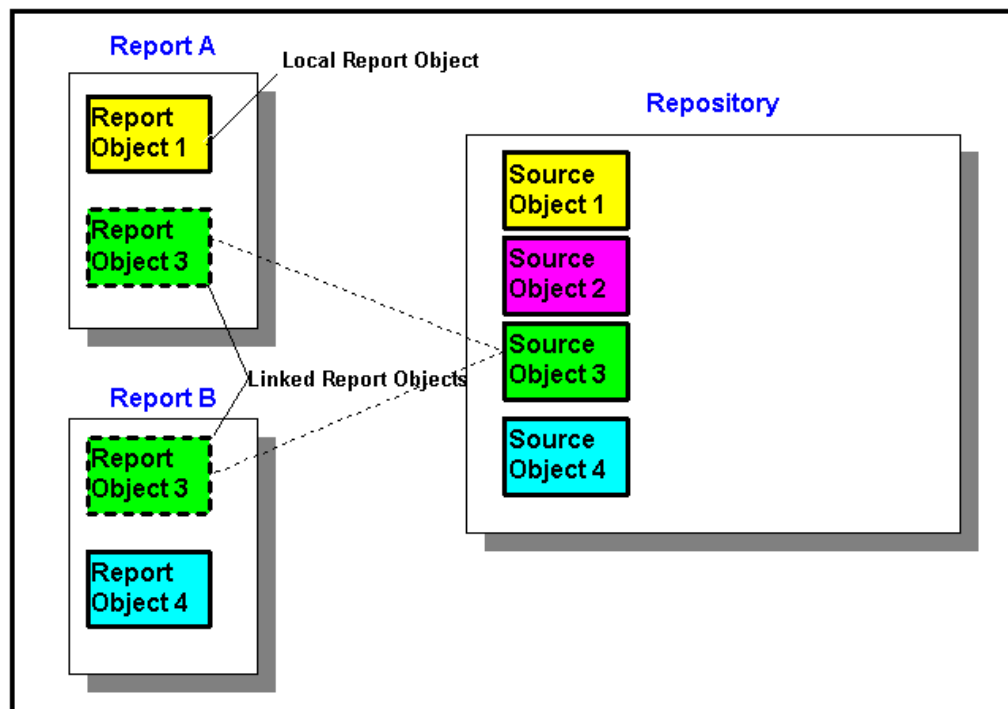 Report A
Local Report Object
Report
Object 1
Report
Object 3
Linked Report Objects
Report B
Report
Object 3
Report
Object 4
Repository
Source
Object 1
Source
Object 2
Source
Object 3
Source
Object 4